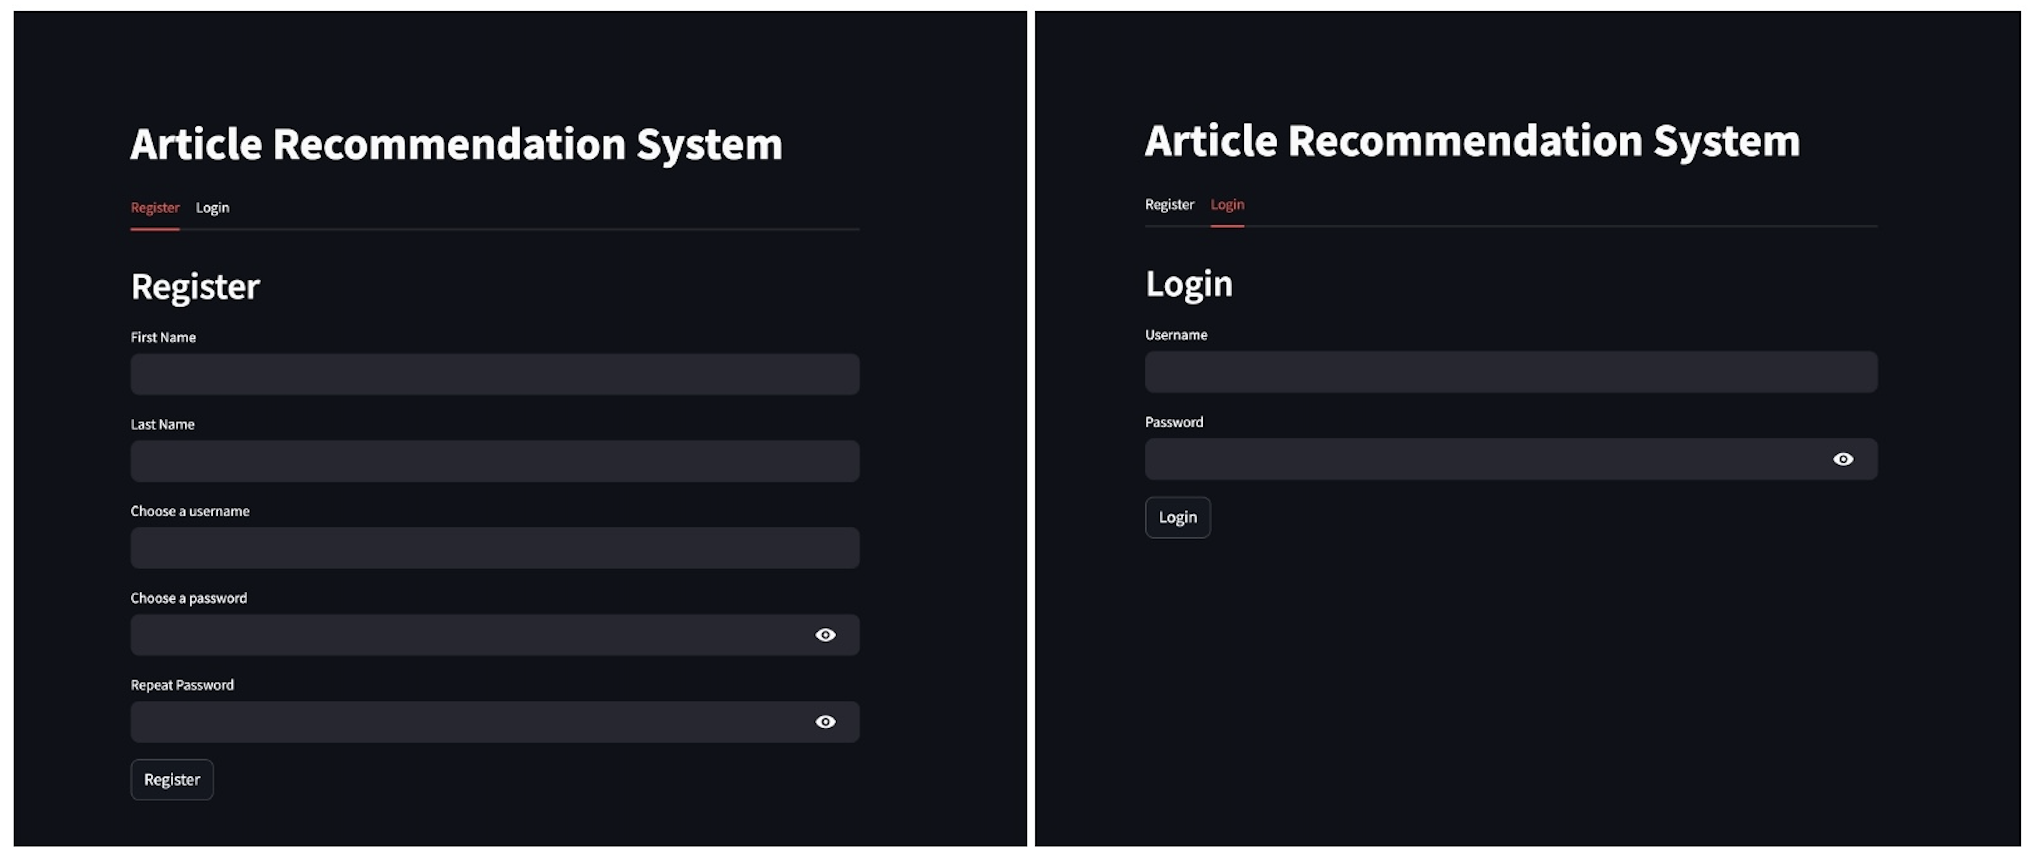 Article Recommendation System
Register Login
Register
First Name
Last Name
Choose a username
Choose a password
Repeat Password
Register
Article Recommendation System
Register Login
Login
Username
Password
Login